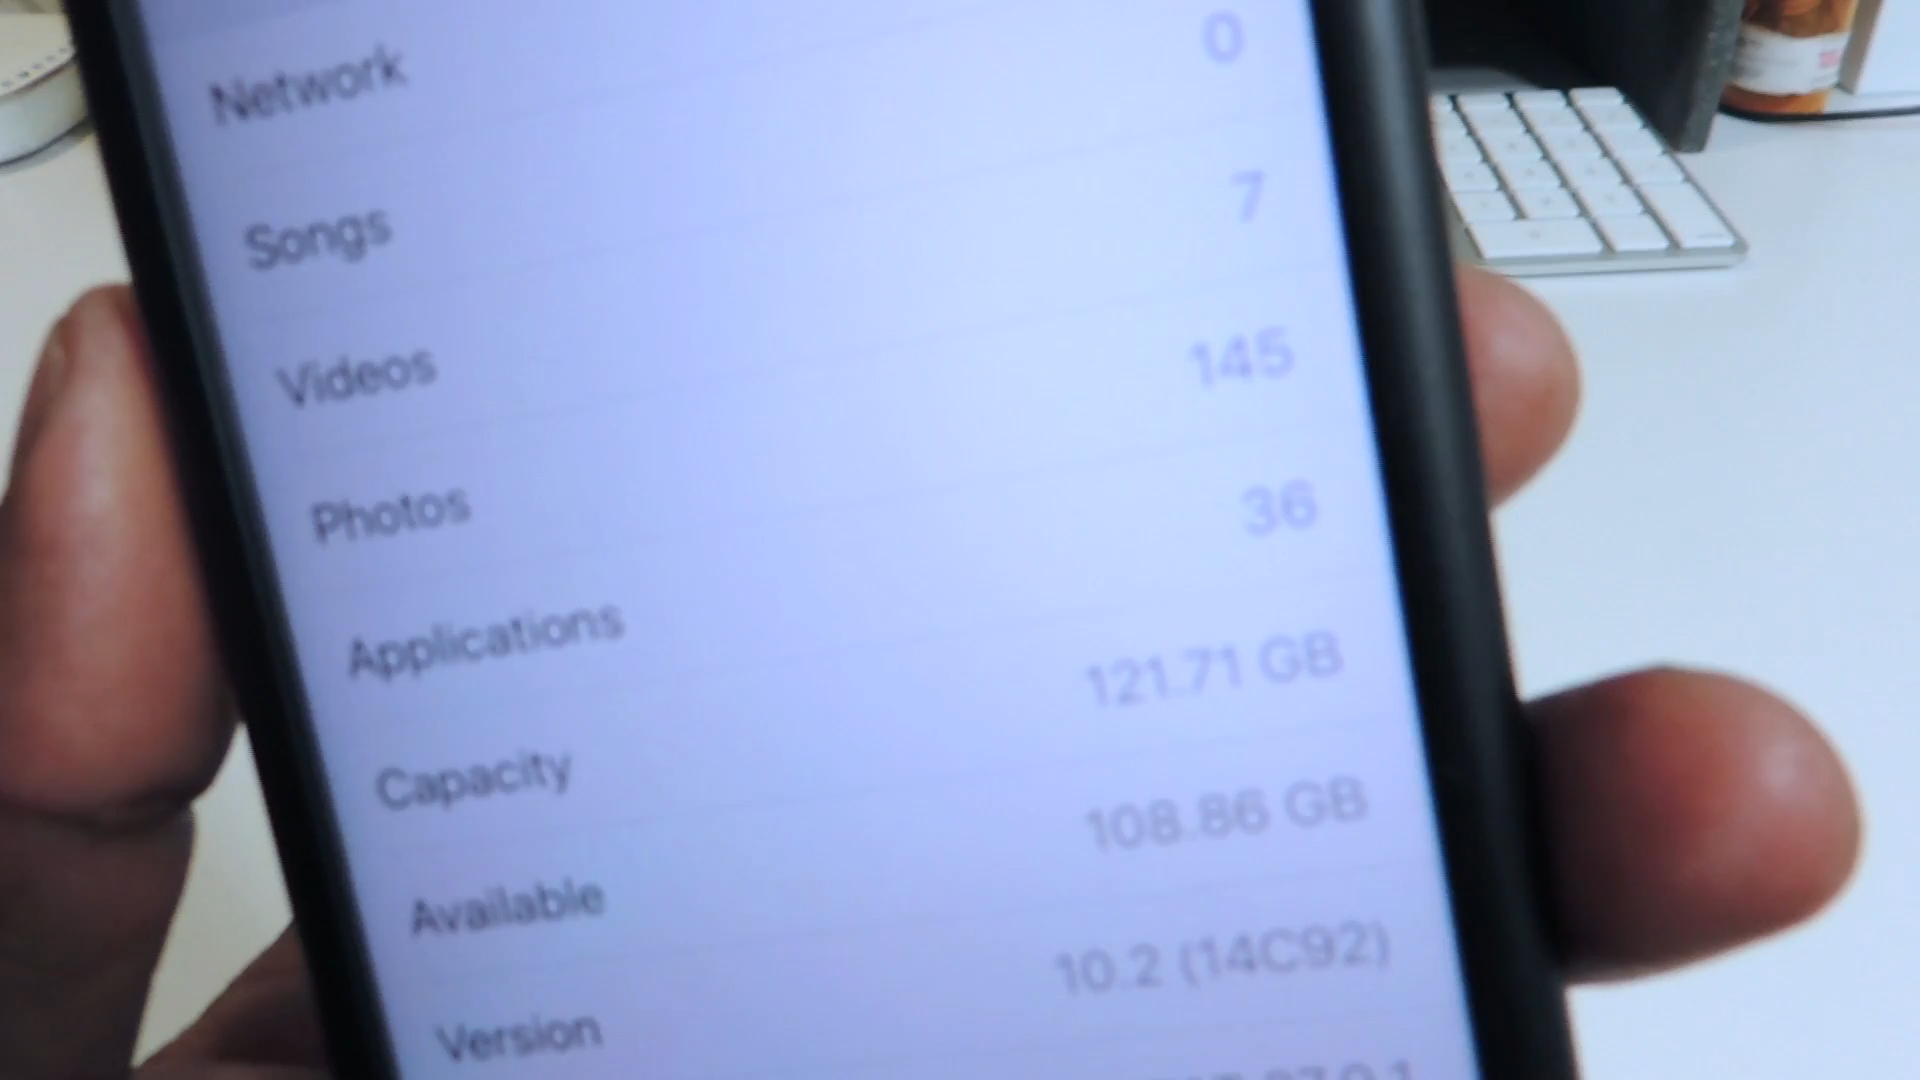 Network
Songs 0
Videos 7
Photos 145
Applications 36
Capacity 121.71 GB
Available 108.86 GB
Version 10.2 (14C92)